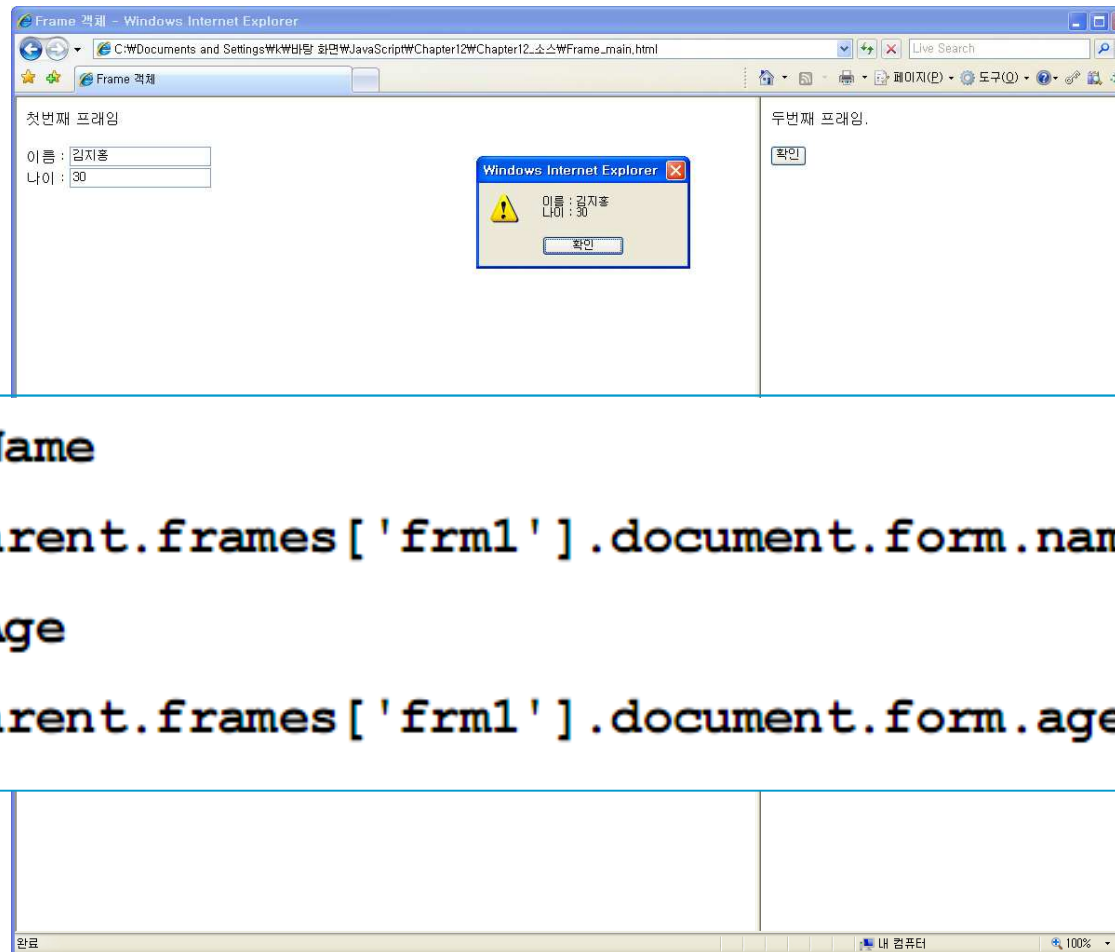 Frame 객체 - Windows Internet Explorer
C:₩Documents and Settings₩k₩바탕 화면₩JavaScript₩Chapter12₩Chapter12_소스₩Frame_main,html
Live Search
Frame 객체
페이지(P)
도구(O)
첫번째 프래임
이름 : 김지홍
나이 : 30
Windows Internet Explorer
이름 : 김지홍
나이 : 30
확인
두번째 프래임.
확인
Name
rent.frames['frm1'].document.form.nam
Age
rent.frames['frm1'].document.form.age
완료
내 컴퓨터
100%